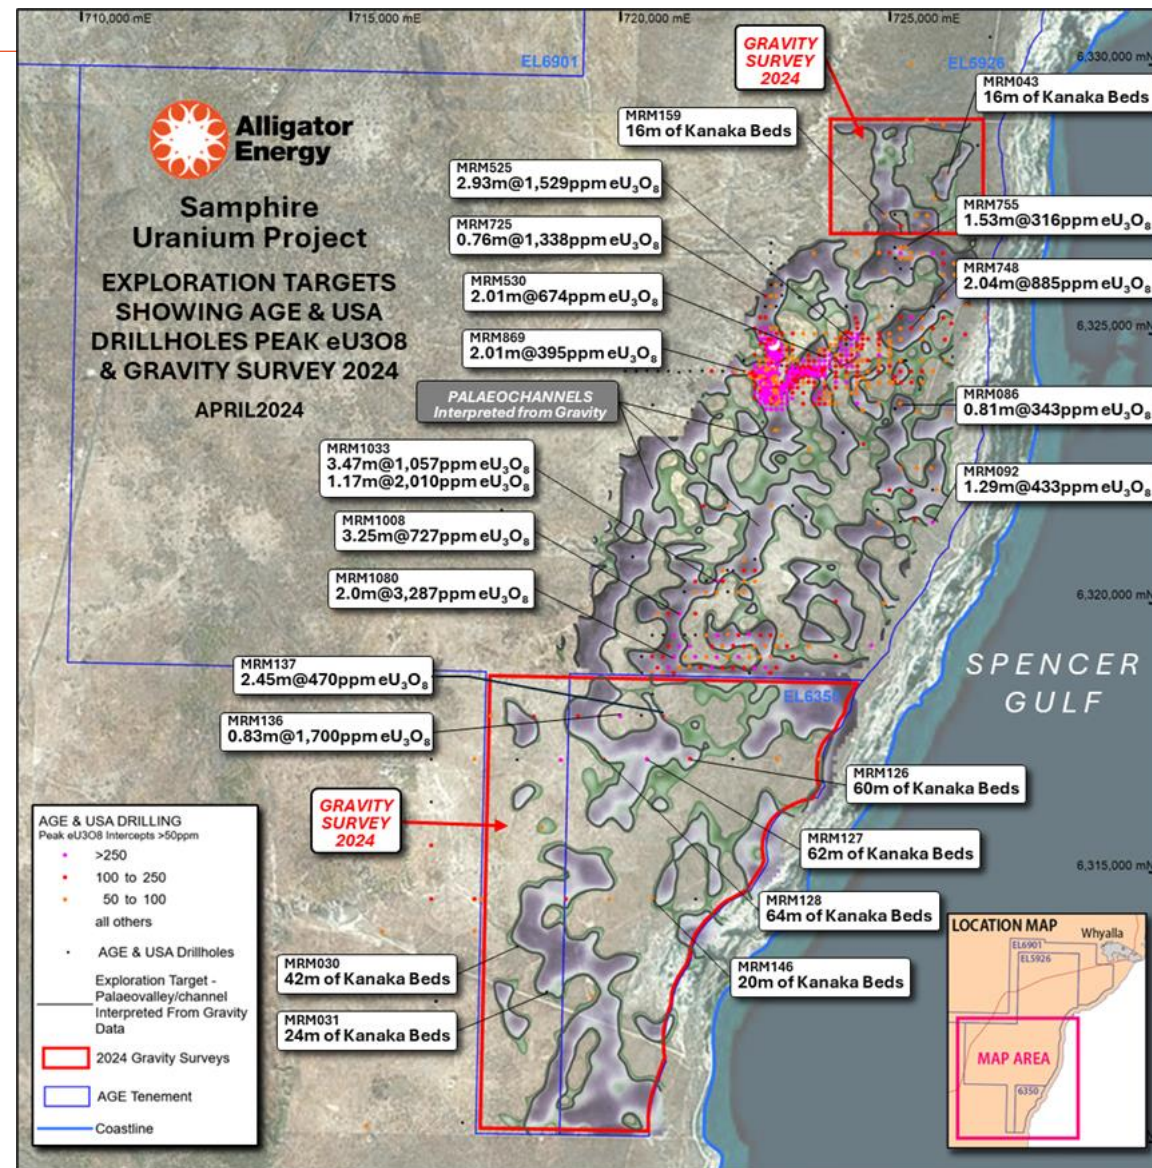 710,000 mE
715,000 mE
720,000 mE
725,000 mE
EL6901
EL5926
6,330,000 mN
GRAVITY
SURVEY
2024
MRM043
16m of Kanaka Beds
MRM159
16m of Kanaka Beds
Alligator
Energy
Samphire
Uranium Project
EXPLORATION TARGETS
SHOWING AGE & USA
DRILLHOLES PEAK eU3O8
& GRAVITY SURVEY 2024
APRIL2024
MRM525
2.93m@1,529ppm eU₃O₈
MRM725
0.76m@1,338ppm eU₃O₈
MRM530
2.01m@674ppm eU₃O₈
MRM869
2.01m@395ppm eU₃O₈
MRM755
1.53m@316ppm eU₃O₈
MRM748
2.04m@885ppm eU₃O₈
6,325,000 mN
PALAEOCHANNELS
Interpreted from Gravity
MRM086
0.81m@343ppm eU₃O₈
MRM092
1.29m@433ppm eU₃O₈
MRM1033
3.47m@1,057ppm eU₃O₈
1.17m@2,010ppm eU₃O₈
MRM1008
3.25m@727ppm eU₃O₈
MRM1080
2.0m@3,287ppm eU₃O₈
6,320,000 mN
SPENCER
GULF
MRM137
2.45m@470ppm eU₃O₈
MRM136
0.83m@1,700ppm eU₃O₈
EL6350
MRM126
60m of Kanaka Beds
GRAVITY
SURVEY
2024
MRM127
62m of Kanaka Beds
6,315,000 mN
MRM128
64m of Kanaka Beds
MRM146
20m of Kanaka Beds
MRM030
42m of Kanaka Beds
MRM031
24m of Kanaka Beds
AGE & USA DRILLING
Peak eU3O8 Intercepts >50ppm
>250
100 to 250
50 to 100
all others
AGE & USA Drillholes
Exploration Target -
Palaeovalley/channel
Interpreted From Gravity
Data
2024 Gravity Surveys
AGE Tenement
Coastline
LOCATION MAP
EL6901
EL5926
Whyalla
MAP AREA
6350